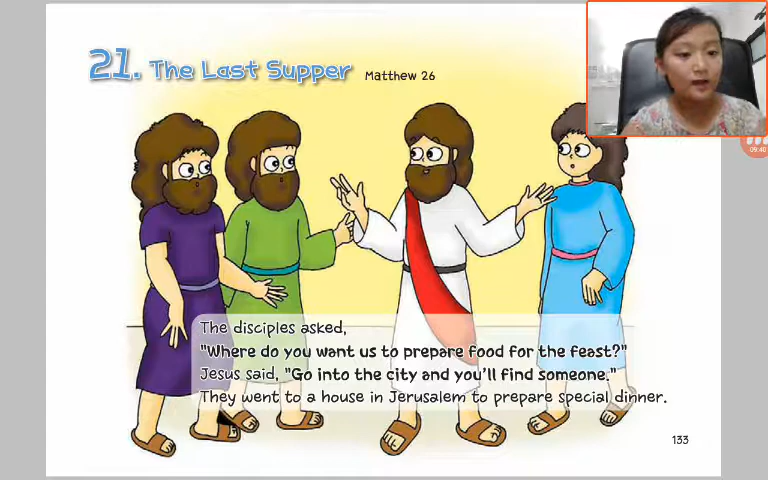 21. The Last Supper Matthew 26
The disciples asked,
"Where do you want us to prepare food for the feast?"
Jesus said, "Go into the city and you'll find someone."
They went to a house in Jerusalem to prepare special dinner.
133
09:40